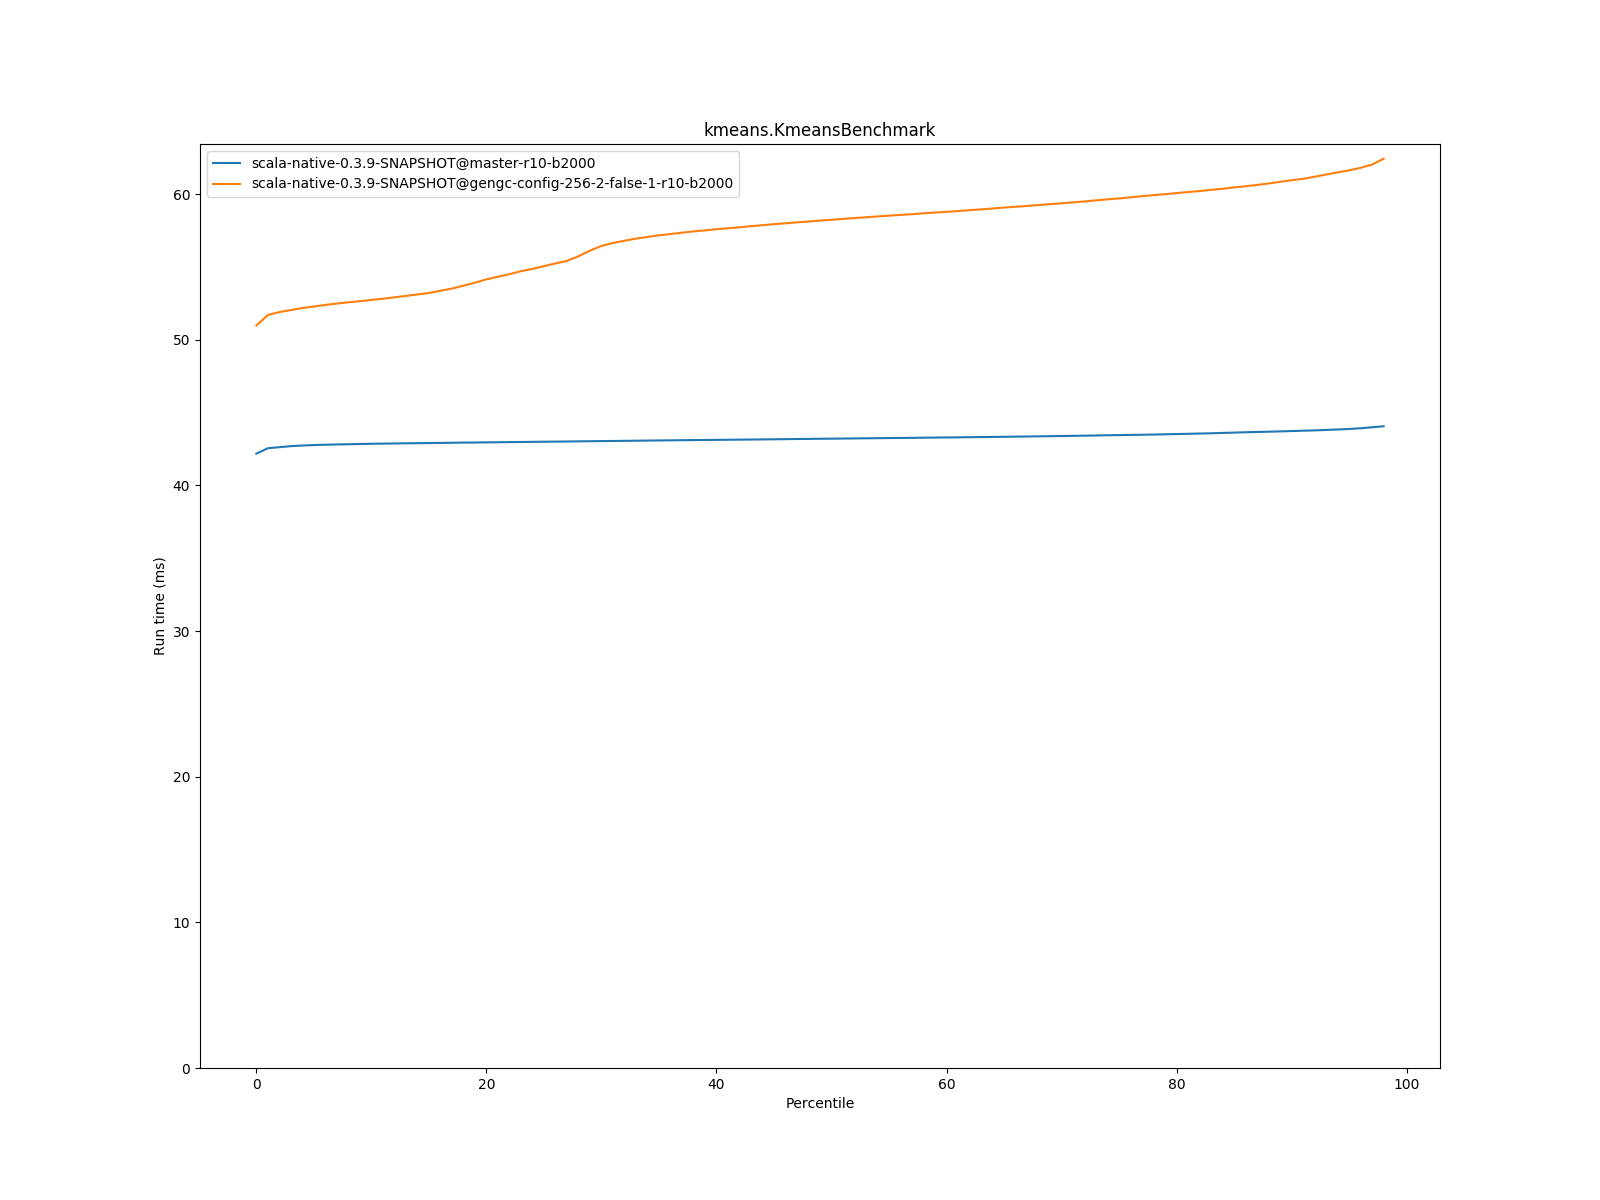 kmeans.KmeansBenchmark
scala-native-0.3.9-SNAPSHOT@master-r10-b2000
scala-native-0.3.9-SNAPSHOT@gengc-config-256-2-false-1-r10-b2000
60
50
40
30
20
10
0
Run time (ms)
0 20 40 60 80 100
Percentile